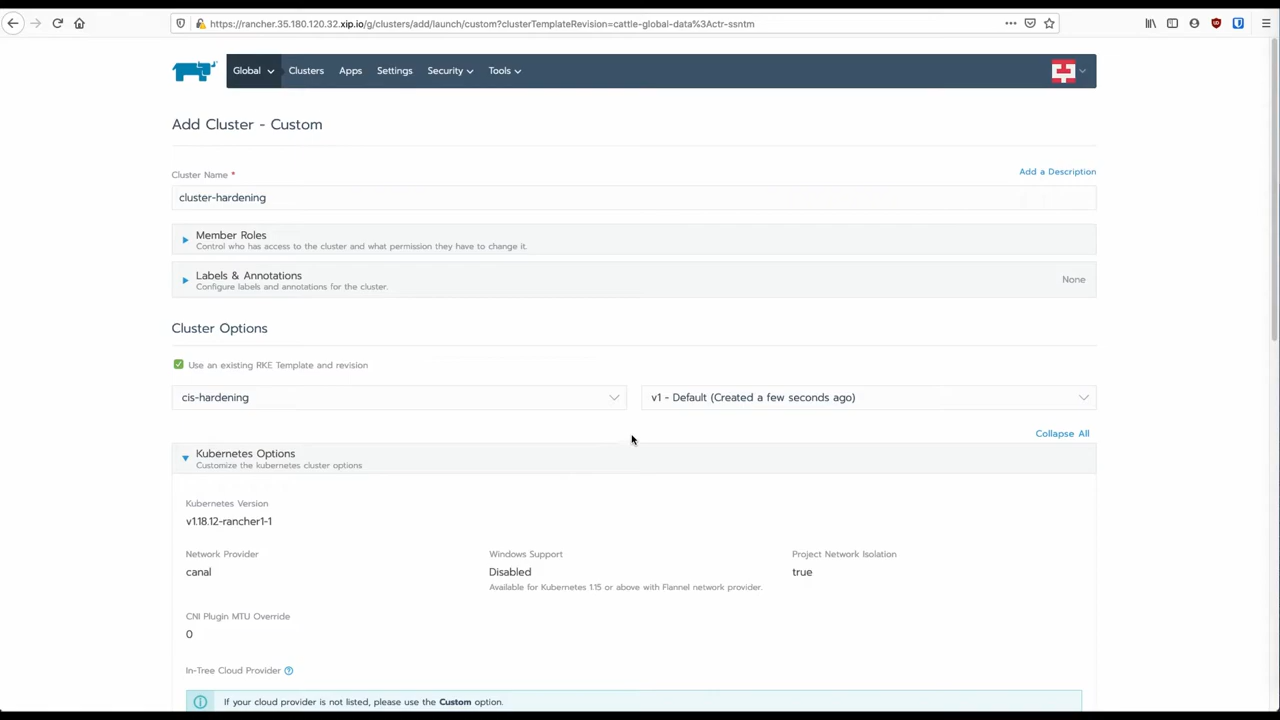 https://rancher.35.180.120.32.xip.io/g/clusters/add/launch/custom?clusterTemplateRevision=cattle-global-data%3Actr-ssntm
Global Clusters Apps Settings Security Tools
Add Cluster - Custom
Cluster Name * Add a Description
cluster-hardening
Member Roles
Control who has access to the cluster and what permission they have to change it.
Labels & Annotations
Configure labels and annotations for the cluster.
None
Cluster Options
Use an existing RKE Template and revision
cis-hardening v1 - Default (Created a few seconds ago)
Collapse All
Kubernetes Options
Customize the kubernetes cluster options
Kubernetes Version
v1.18.12-rancher1-1
Network Provider Windows Support Project Network Isolation
canal Disabled true
Available for Kubernetes 1.15 or above with Flannel network provider.
CNI Plugin MTU Override
0
In-Tree Cloud Provider
If your cloud provider is not listed, please use the Custom option.